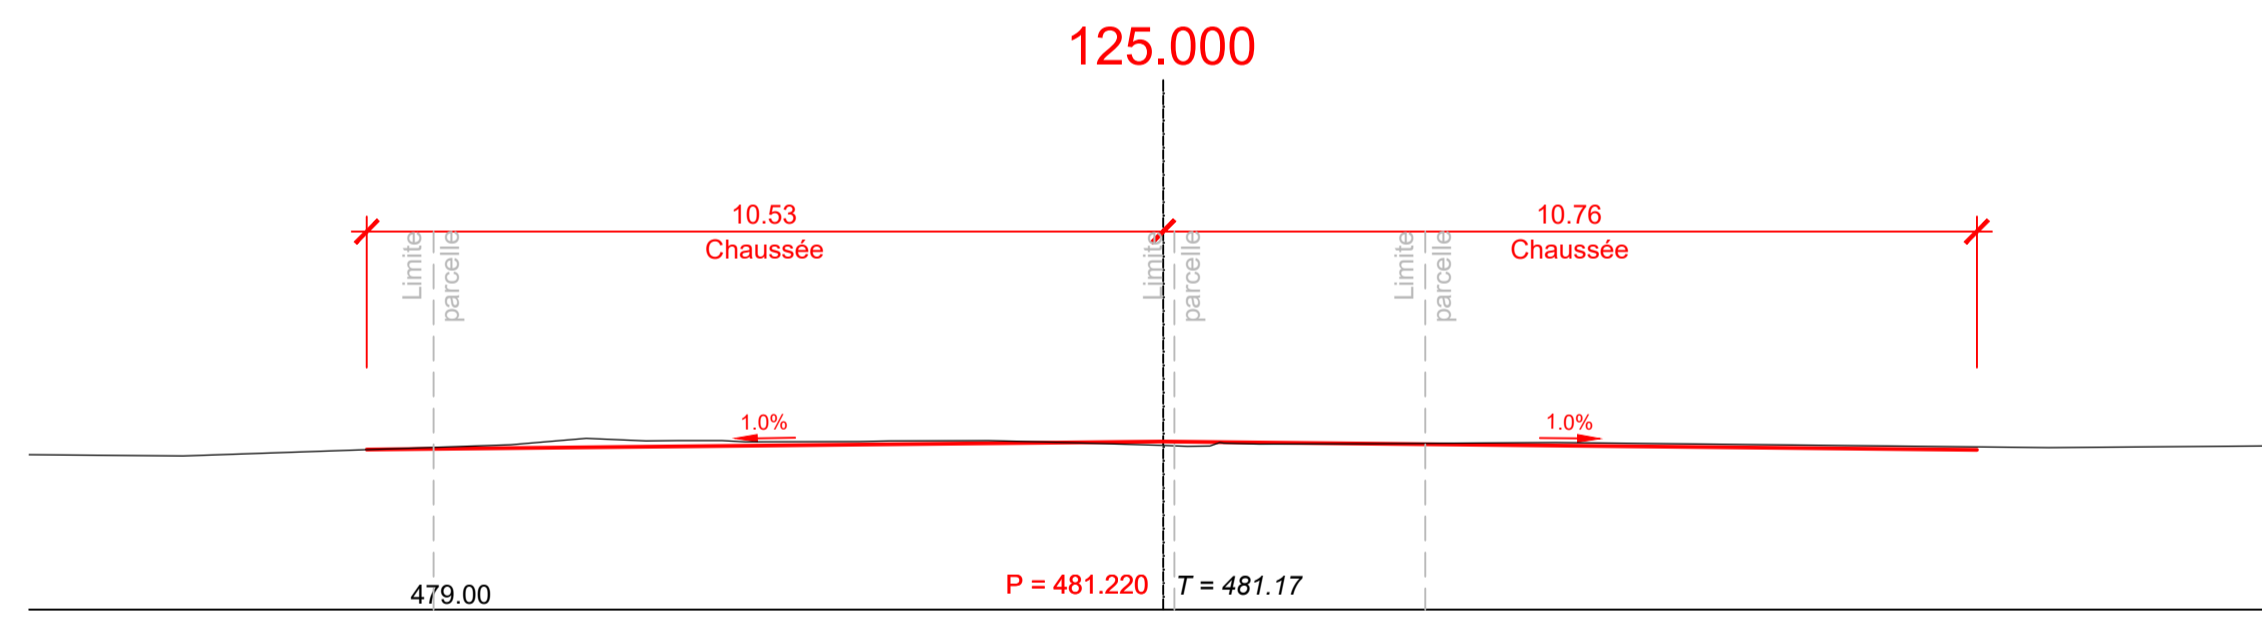 125.000
10.53
10.76
Chaussée
Chaussée
Limite
parcelle
Limite
parcelle
Limite
parcelle
1.0%
1.0%
479.00
P = 481.220
T = 481.17